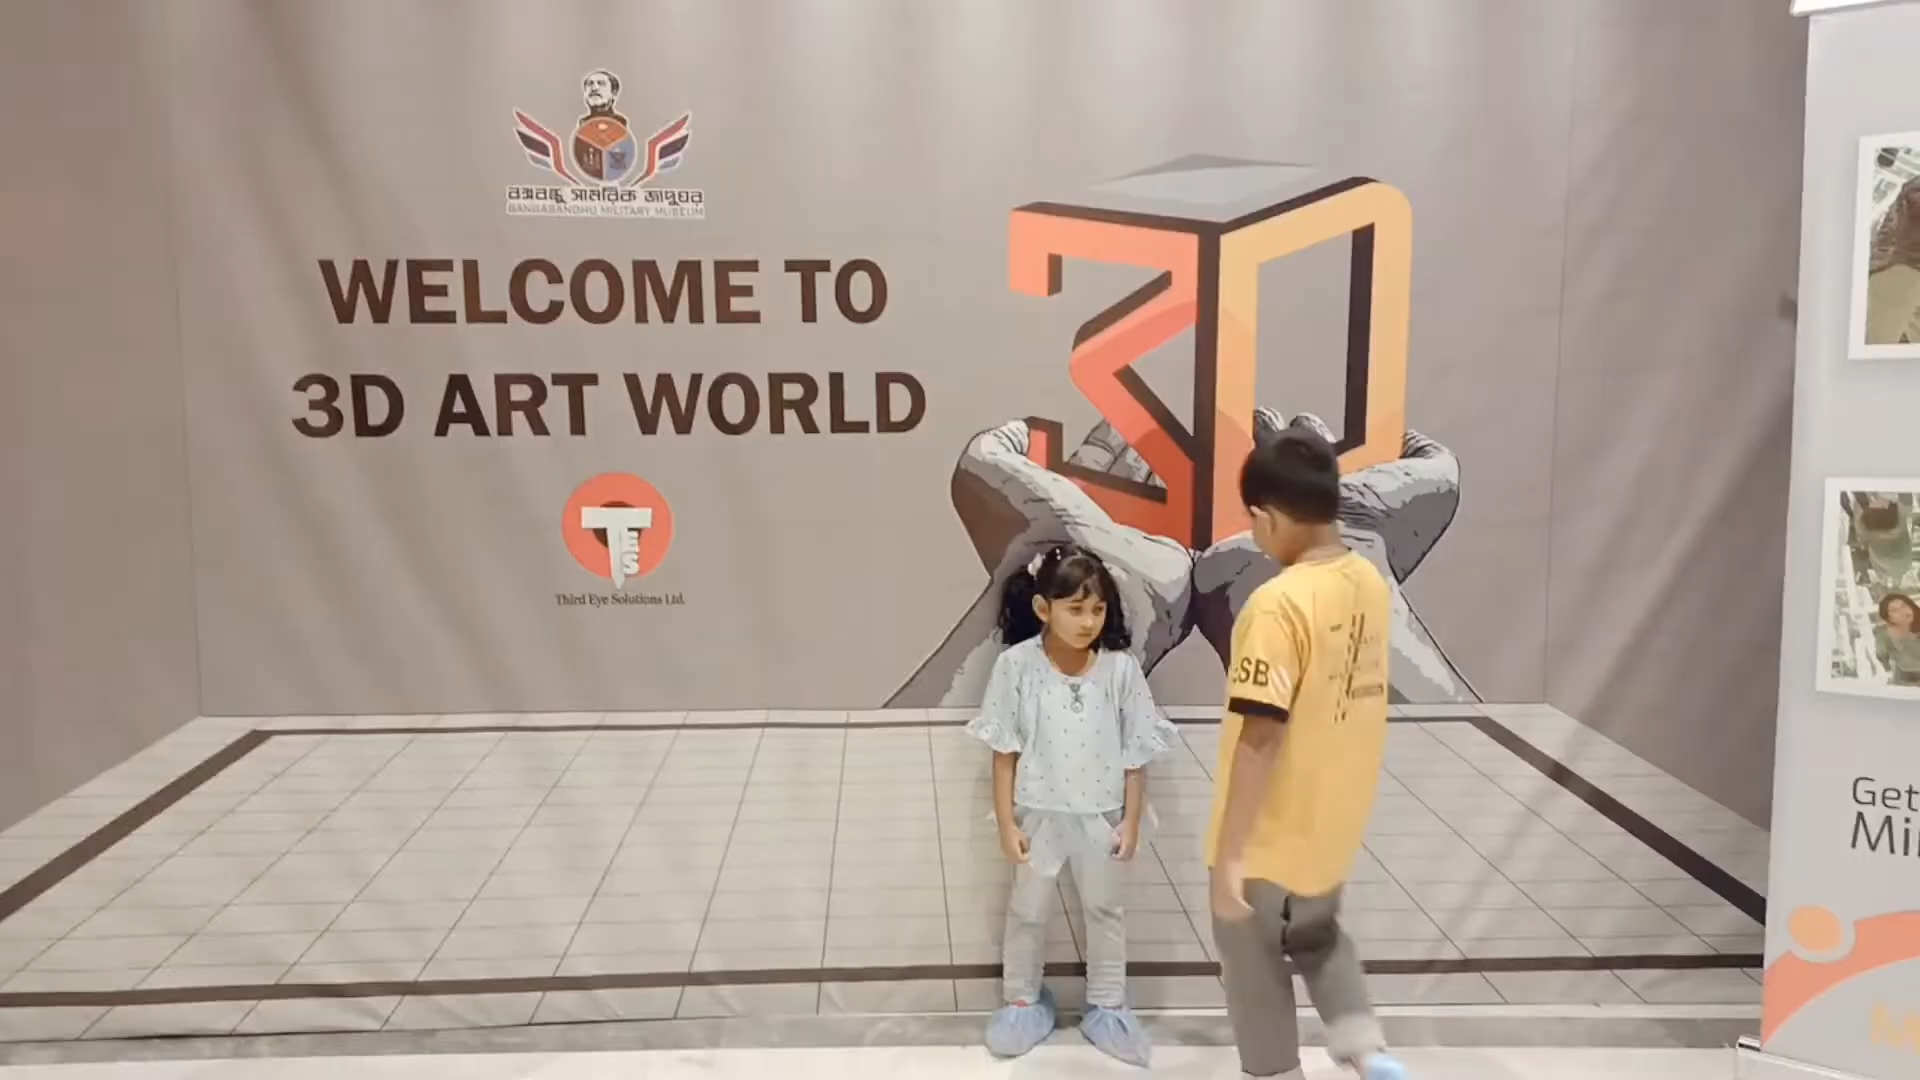 বঙ্গবন্ধু সামরিক জাদুঘর
BANGABANDHU MILITARY MUSEUM
WELCOME TO
3D ART WORLD
3D
TES
Third Eye Solutions Ltd.
SB
Get
Mi
M